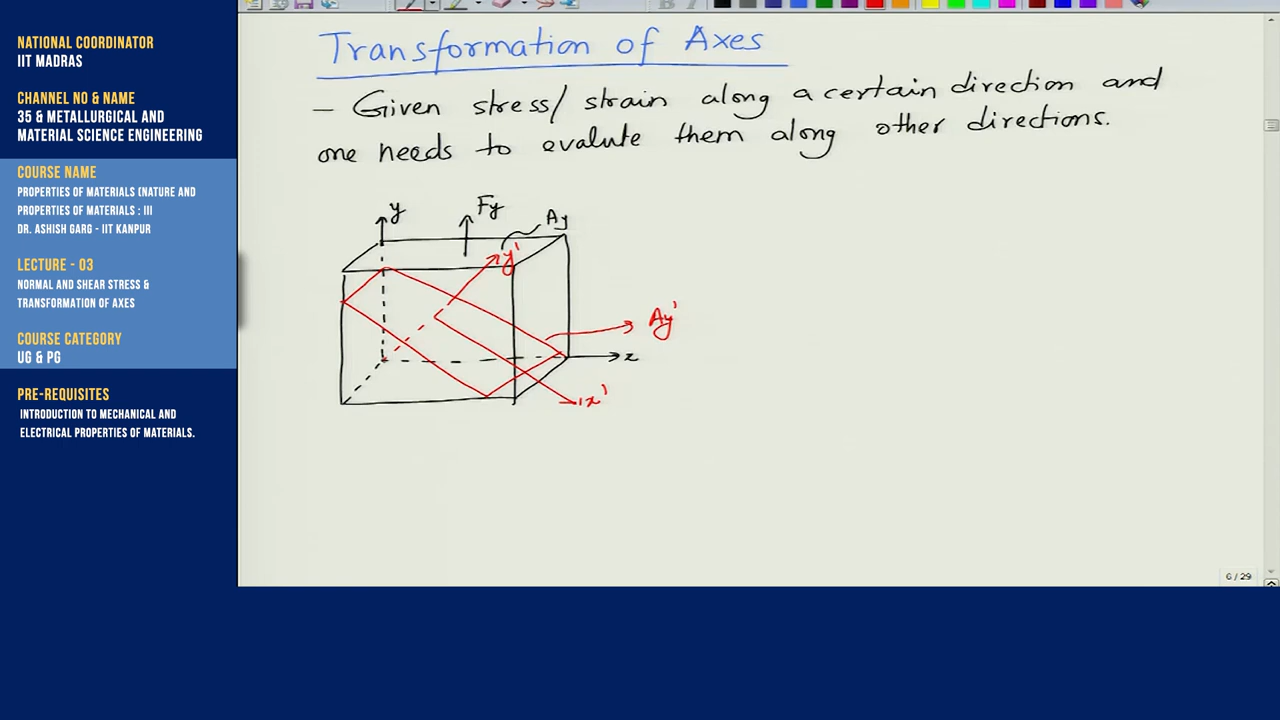 NATIONAL COORDINATOR
IIT MADRAS
CHANNEL NO & NAME
35 & METALLURGICAL AND
MATERIAL SCIENCE ENGINEERING
COURSE NAME
PROPERTIES OF MATERIALS (NATURE AND
PROPERTIES OF MATERIALS : III
DR. ASHISH GARG - IIT KANPUR
LECTURE - 03
NORMAL AND SHEAR STRESS &
TRANSFORMATION OF AXES
COURSE CATEGORY
UG & PG
PRE-REQUISITES
INTRODUCTION TO MECHANICAL AND
ELECTRICAL PROPERTIES OF MATERIALS.
Transformation of Axes
– Given stress/ strain along a certain direction and
one needs to evalute them along other directions.
y
Fy
Ay
y'
Ay'
x
x'
6 / 29